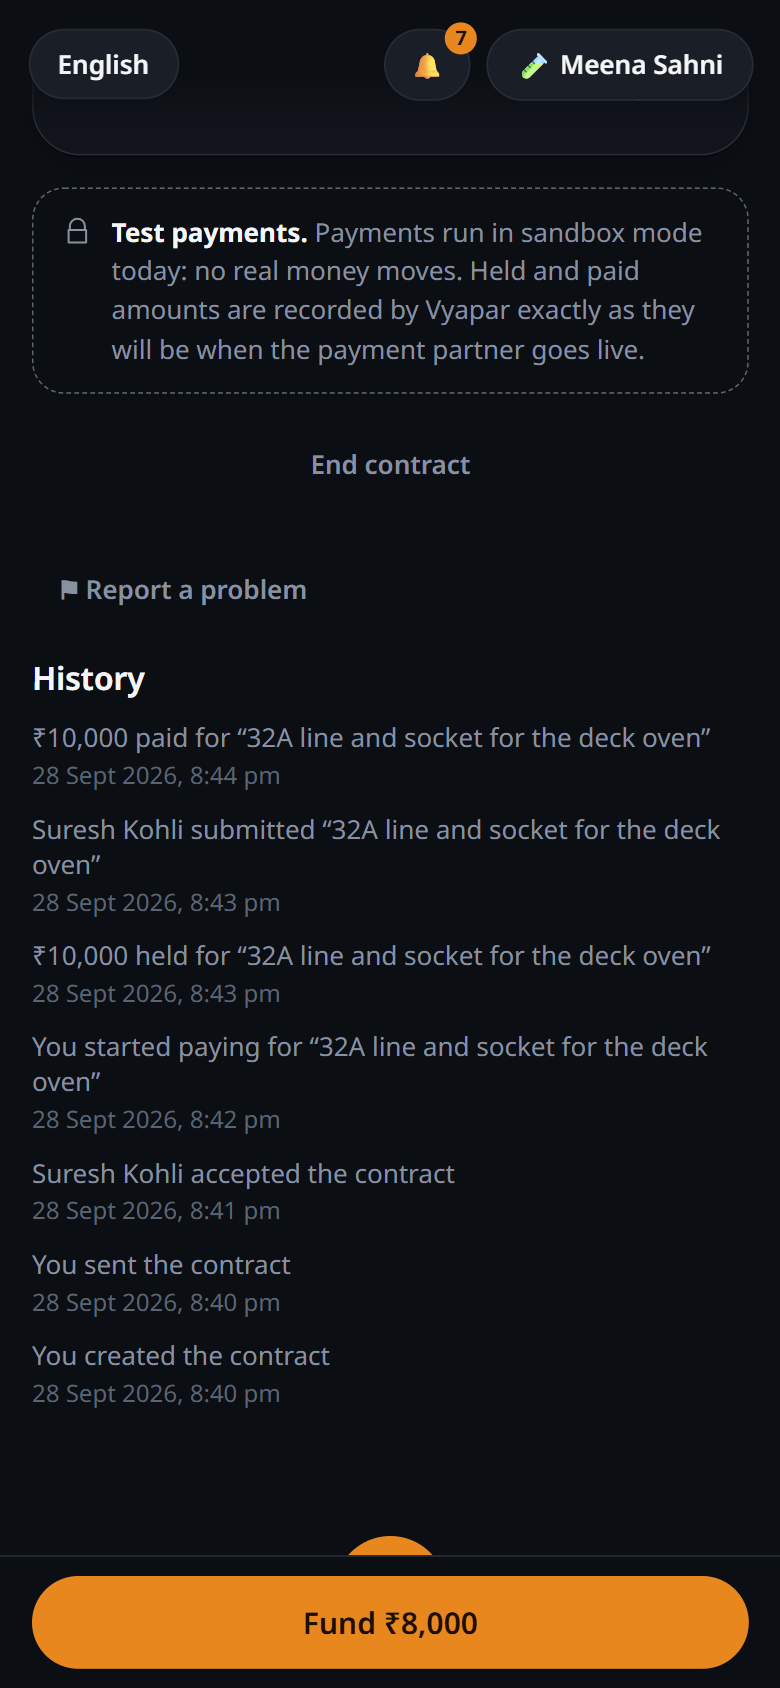 English
7
Meena Sahni
Test payments. Payments run in sandbox mode
today: no real money moves. Held and paid
amounts are recorded by Vyapar exactly as they
will be when the payment partner goes live.
End contract
Report a problem
History
₹10,000 paid for “32A line and socket for the deck oven”
28 Sept 2026, 8:44 pm
Suresh Kohli submitted “32A line and socket for the deck
oven”
28 Sept 2026, 8:43 pm
₹10,000 held for “32A line and socket for the deck oven”
28 Sept 2026, 8:43 pm
You started paying for “32A line and socket for the deck
oven”
28 Sept 2026, 8:42 pm
Suresh Kohli accepted the contract
28 Sept 2026, 8:41 pm
You sent the contract
28 Sept 2026, 8:40 pm
You created the contract
28 Sept 2026, 8:40 pm
Fund ₹8,000